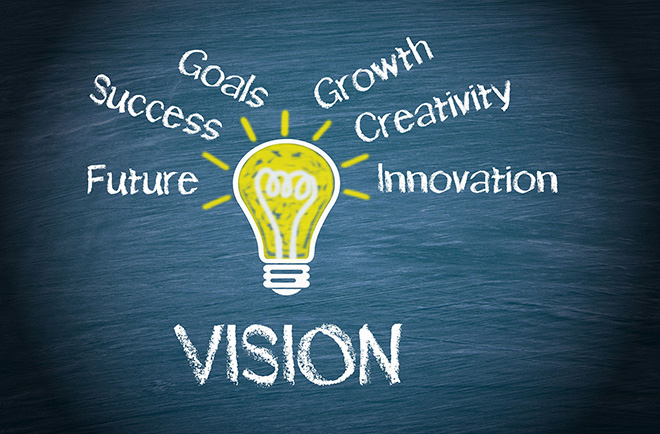 Goals
Growth
Success
Creativity
Future
Innovation
VISION